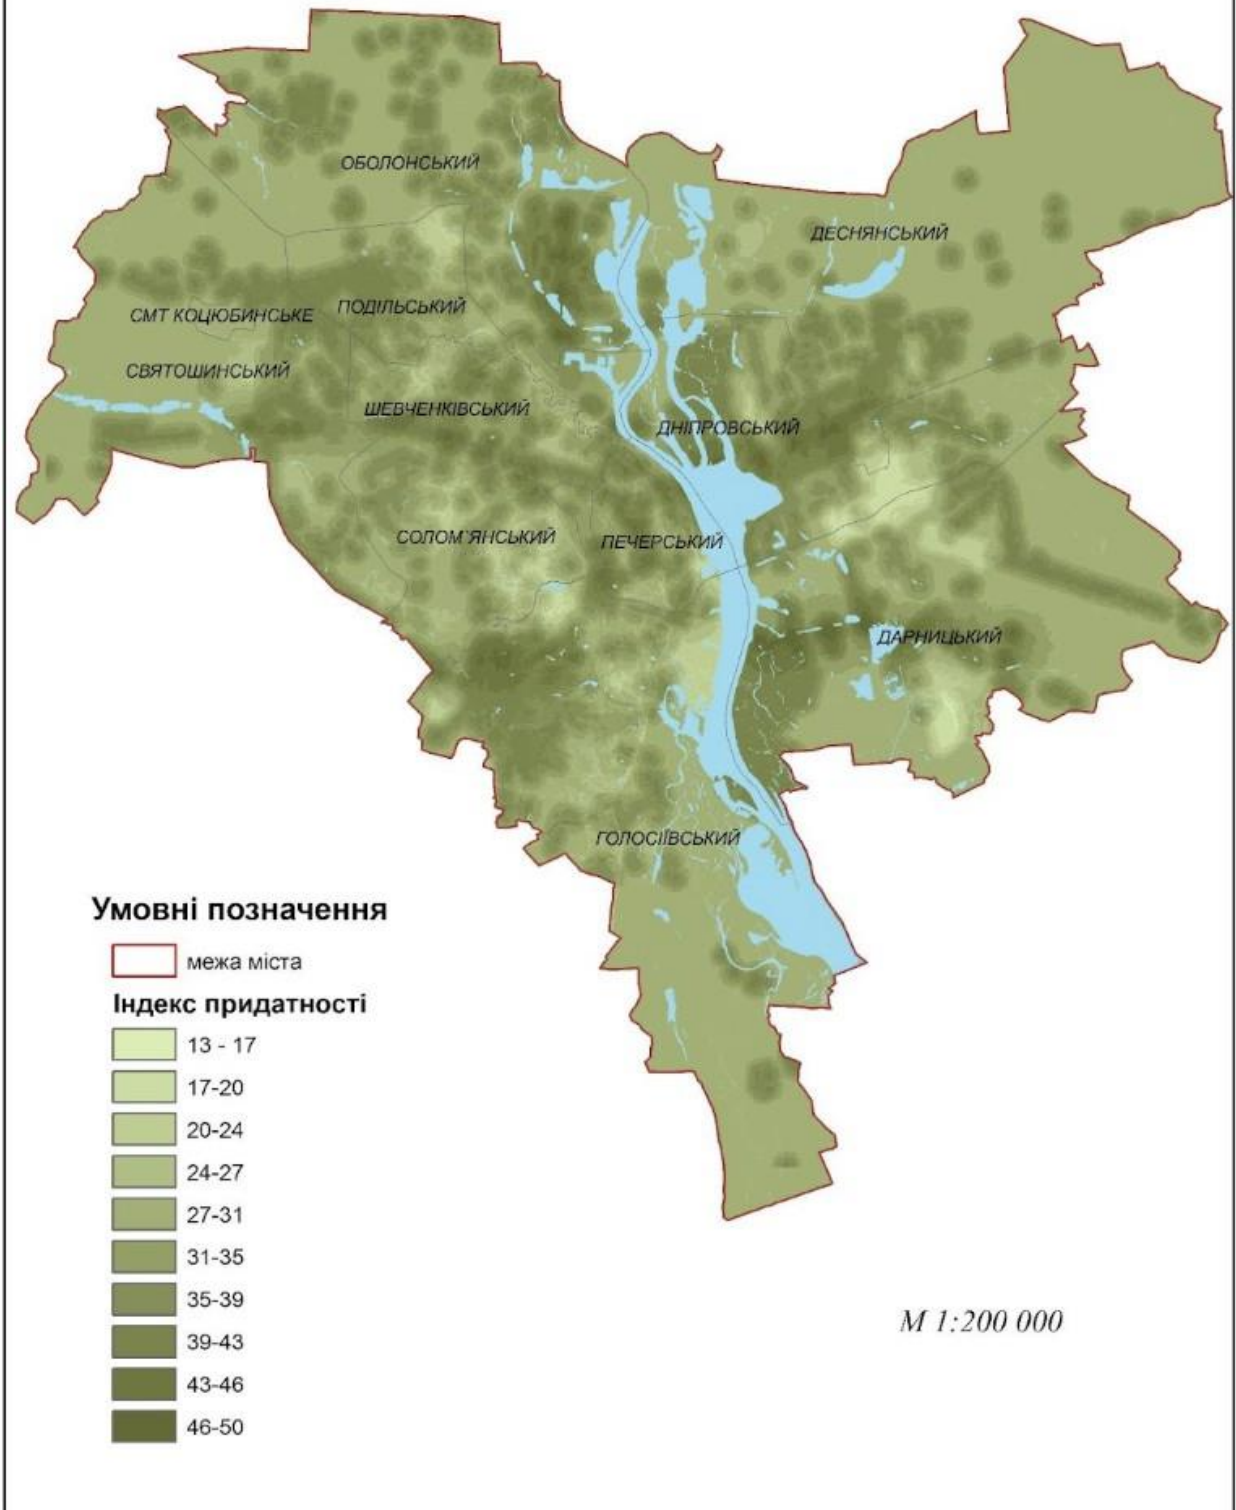 ОБОЛОНСЬКИЙ
ДЕСНЯНСЬКИЙ
СМТ КОЦЮБИНСЬКЕ
ПОДІЛЬСЬКИЙ
СВЯТОШИНСЬКИЙ
ШЕВЧЕНКІВСЬКИЙ
ДНІПРОВСЬКИЙ
СОЛОМ`ЯНСЬКИЙ
ПЕЧЕРСЬКИЙ
ДАРНИЦЬКИЙ
ГОЛОСІЇВСЬКИЙ
Умовні позначення
межа міста
Індекс придатності
13 - 17
17-20
20-24
24-27
27-31
31-35
35-39
39-43
43-46
46-50
М 1:200 000